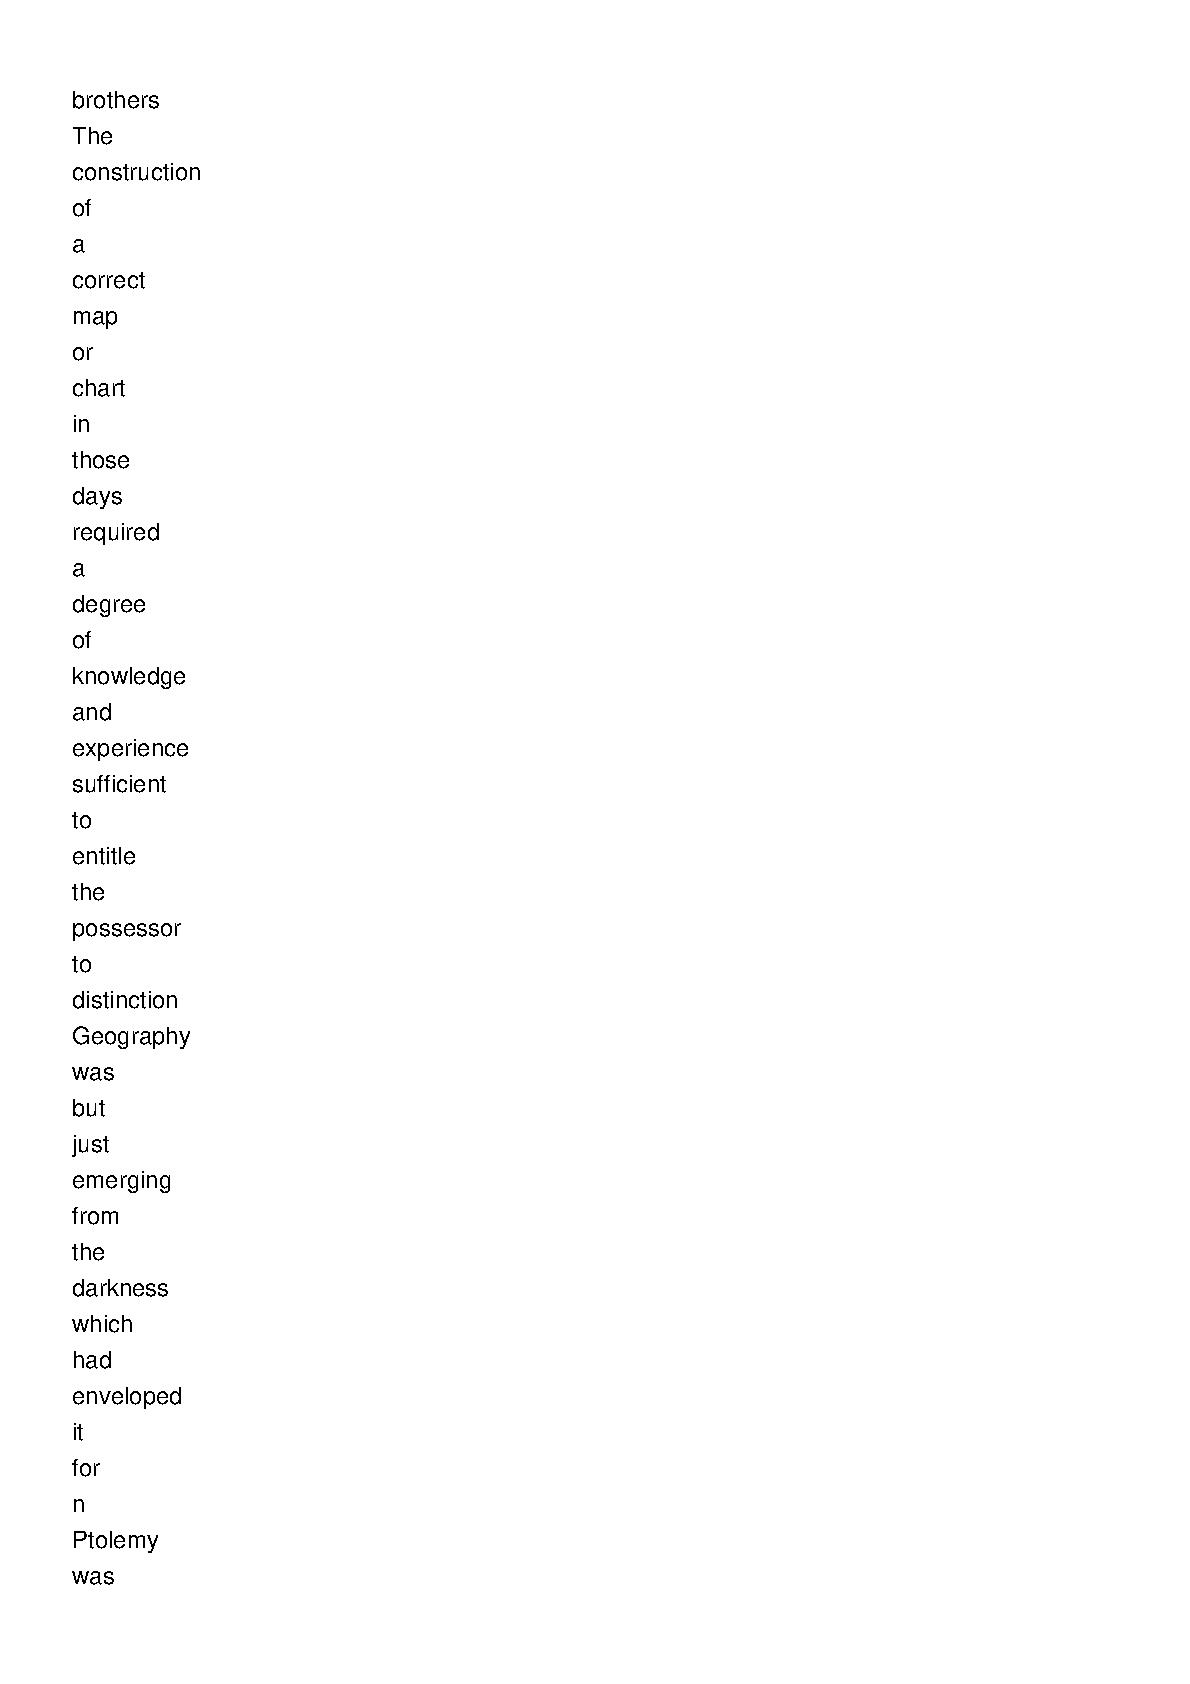 brothers
The
construction
of
a
correct
map
or
chart
in
those
days
required
a
degree
of
knowledge
and
experience
sufficient
to
entitle
the
possessor
to
distinction
Geography
was
but
just
emerging
from
the
darkness
which
had
enveloped
it
for
n
Ptolemy
was